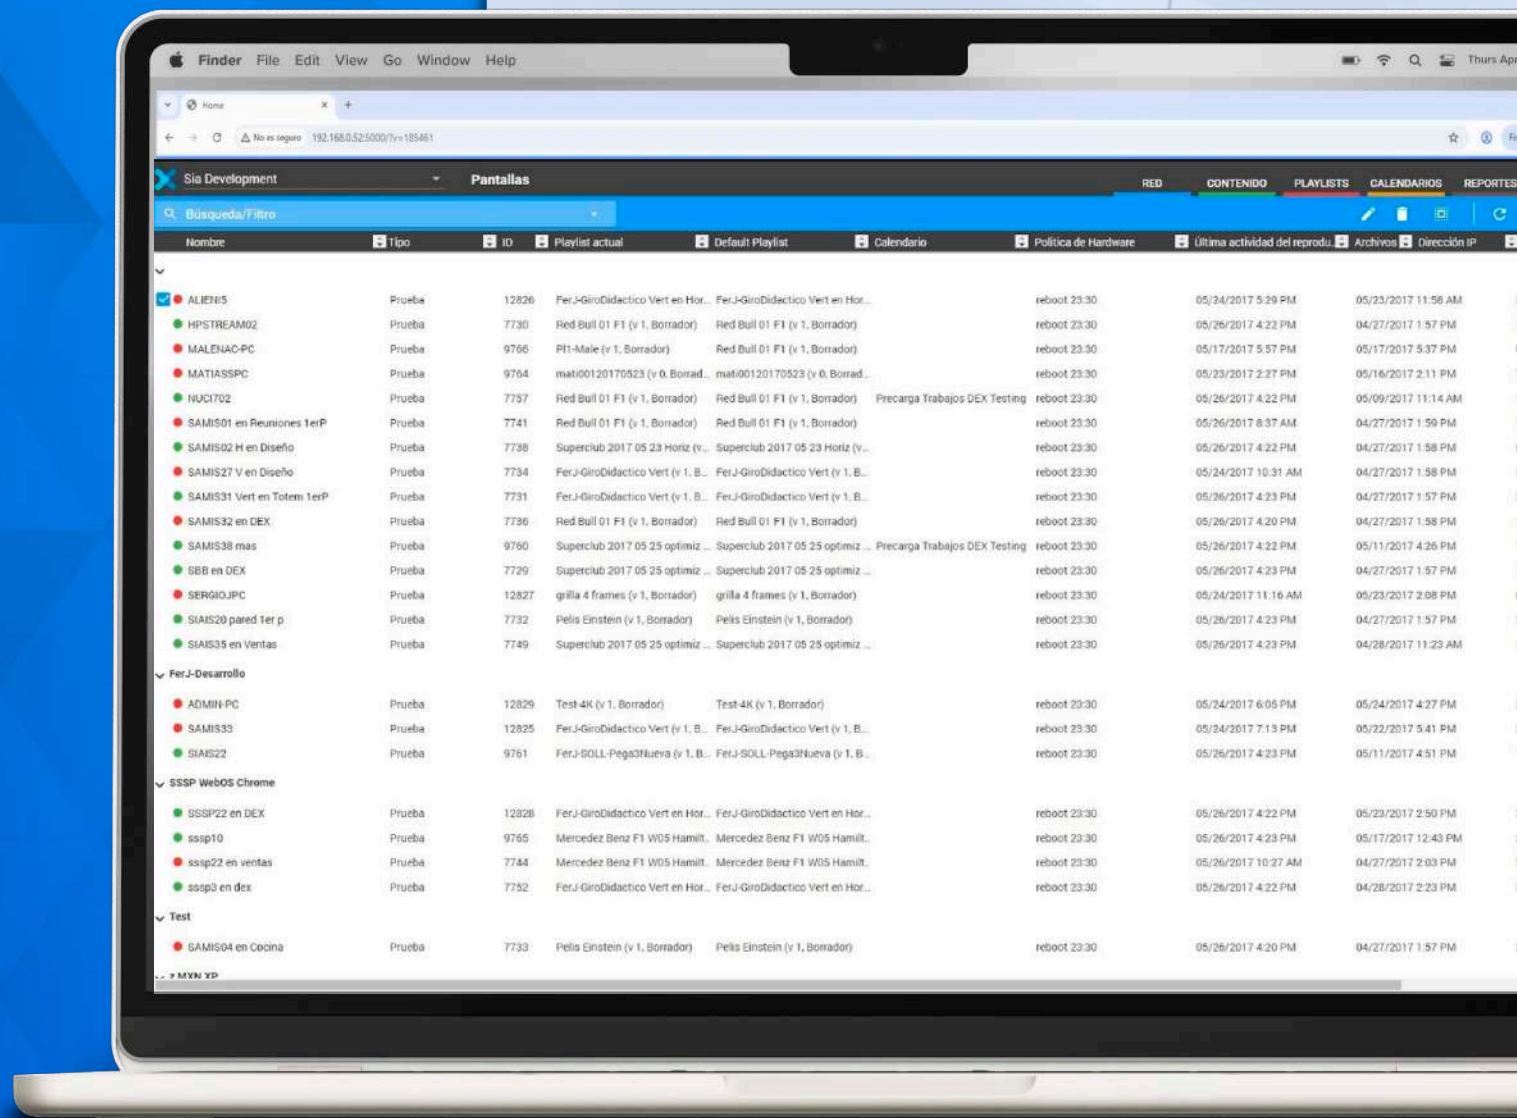 Finder File Edit View Go Window Help Thurs Apr
Home
No es seguro 192.168.0.52:5000/?v=185461
Sia Development Pantallas RED CONTENIDO PLAYLISTS CALENDARIOS REPORTES
Búsqueda/Filtro
Nombre Tipo ID Playlist actual Default Playlist Calendario Política de Hardware Última actividad del reprodu. Archivos Dirección IP
ALIENI5 Prueba 12826 FerJ-GiroDidactico Vert en Hor... FerJ-GiroDidactico Vert en Hor... reboot 23:30 05/24/2017 5:29 PM 05/23/2017 11:56 AM
HPSTREAM02 Prueba 7730 Red Bull 01 F1 (v 1, Borrador) Red Bull 01 F1 (v 1, Borrador) reboot 23:30 05/26/2017 4:22 PM 04/27/2017 1:57 PM
MALENAC-PC Prueba 9766 Pl1-Male (v 1, Borrador) Red Bull 01 F1 (v 1, Borrador) reboot 23:30 05/17/2017 5:57 PM 05/17/2017 5:37 PM
MATIASSPC Prueba 9764 mati00120170523 (v 0, Borrad... mati00120170523 (v 0, Borrad... reboot 23:30 05/23/2017 2:27 PM 05/16/2017 2:11 PM
NUCI702 Prueba 7757 Red Bull 01 F1 (v 1, Borrador) Red Bull 01 F1 (v 1, Borrador) Precarga Trabajos DEX Testing reboot 23:30 05/26/2017 4:22 PM 05/09/2017 11:14 AM
SAMIS01 en Reuniones 1erP Prueba 7741 Red Bull 01 F1 (v 1, Borrador) Red Bull 01 F1 (v 1, Borrador) reboot 23:30 05/26/2017 8:37 AM 04/27/2017 1:59 PM
SAMIS02 H en Diseño Prueba 7738 Superclub 2017 05 23 Horiz (v... Superclub 2017 05 23 Horiz (v... reboot 23:30 05/26/2017 4:22 PM 04/27/2017 1:58 PM
SAMIS27 V en Diseño Prueba 7734 FerJ-GiroDidactico Vert (v 1, B... FerJ-GiroDidactico Vert (v 1, B... reboot 23:30 05/24/2017 10:31 AM 04/27/2017 1:58 PM
SAMIS31 Vert en Totem 1erP Prueba 7731 FerJ-GiroDidactico Vert (v 1, B... FerJ-GiroDidactico Vert (v 1, B... reboot 23:30 05/26/2017 4:23 PM 04/27/2017 1:57 PM
SAMIS32 en DEX Prueba 7736 Red Bull 01 F1 (v 1, Borrador) Red Bull 01 F1 (v 1, Borrador) reboot 23:30 05/26/2017 4:20 PM 04/27/2017 1:58 PM
SAMIS38 mas Prueba 9760 Superclub 2017 05 25 optimiz ... Superclub 2017 05 25 optimiz ... Precarga Trabajos DEX Testing reboot 23:30 05/26/2017 4:22 PM 05/11/2017 4:26 PM
SBB en DEX Prueba 7729 Superclub 2017 05 25 optimiz ... Superclub 2017 05 25 optimiz ... reboot 23:30 05/26/2017 4:23 PM 04/27/2017 1:57 PM
SERGIOJPC Prueba 12827 grilla 4 frames (v 1, Borrador) grilla 4 frames (v 1, Borrador) reboot 23:30 05/24/2017 11:16 AM 05/23/2017 2:08 PM
SIAIS20 pared 1er p Prueba 7732 Pelis Einstein (v 1, Borrador) Pelis Einstein (v 1, Borrador) reboot 23:30 05/26/2017 4:23 PM 04/27/2017 1:57 PM
SIAIS35 en Ventas Prueba 7749 Superclub 2017 05 25 optimiz ... Superclub 2017 05 25 optimiz ... reboot 23:30 05/26/2017 4:23 PM 04/28/2017 11:23 AM
FerJ-Desarrollo
ADMIN-PC Prueba 12829 Test-4K (v 1, Borrador) Test-4K (v 1, Borrador) reboot 23:30 05/24/2017 6:05 PM 05/24/2017 4:27 PM
SAMIS33 Prueba 12825 FerJ-GiroDidactico Vert (v 1, B... FerJ-GiroDidactico Vert (v 1, B... reboot 23:30 05/24/2017 7:13 PM 05/22/2017 5:41 PM
SIAIS22 Prueba 9761 FerJ-SOLL-Pega3Nueva (v 1, B... FerJ-SOLL-Pega3Nueva (v 1, B... reboot 23:30 05/26/2017 4:23 PM 05/11/2017 4:51 PM
SSSP WebOS Chrome
SSSP22 en DEX Prueba 12828 FerJ-GiroDidactico Vert en Hor... FerJ-GiroDidactico Vert en Hor... reboot 23:30 05/26/2017 4:22 PM 05/23/2017 2:50 PM
sssp10 Prueba 9765 Mercedez Benz F1 W05 Hamilt... Mercedez Benz F1 W05 Hamilt... reboot 23:30 05/26/2017 4:23 PM 05/17/2017 12:43 PM
sssp22 en ventas Prueba 7744 Mercedez Benz F1 W05 Hamilt... Mercedez Benz F1 W05 Hamilt... reboot 23:30 05/26/2017 10:27 AM 04/27/2017 2:03 PM
sssp3 en dex Prueba 7752 FerJ-GiroDidactico Vert en Hor... FerJ-GiroDidactico Vert en Hor... reboot 23:30 05/26/2017 4:22 PM 04/28/2017 2:23 PM
Test
SAMIS04 en Cocina Prueba 7733 Pelis Einstein (v 1, Borrador) Pelis Einstein (v 1, Borrador) reboot 23:30 05/26/2017 4:20 PM 04/27/2017 1:57 PM
z MXN XP